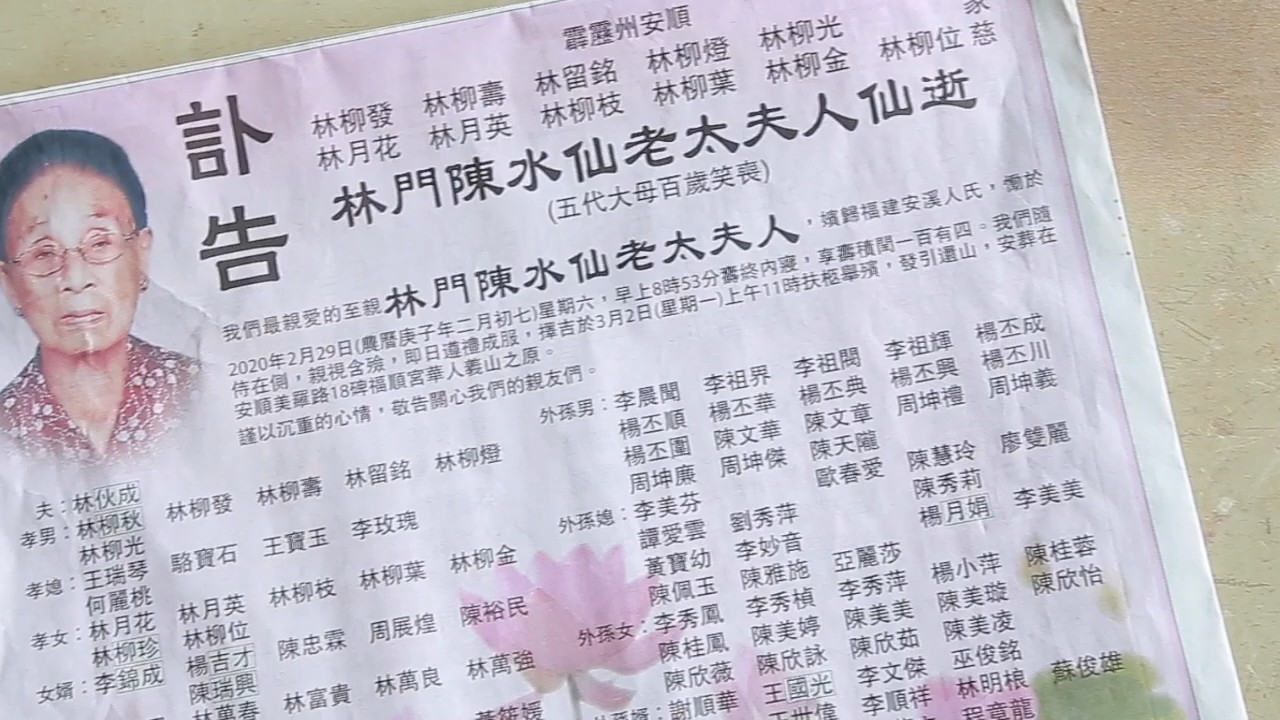 訃告
霹靂州安順
家慈
林柳發 林柳壽 林留銘 林柳燈 林柳光
林月花 林月英 林柳枝 林柳葉 林柳金 林柳位
林門陳水仙老太夫人仙逝
(五代大母百歲笑喪)
我們最親愛的至親林門陳水仙老太夫人，嬪歸福建安溪人氏，慟於
2020年2月29日(農曆庚子年二月初七)星期六，早上8時53分壽終內寢，享壽積閏一百有四。我們隨
侍在側，親視含殮，即日遵禮成服，擇吉於3月2日(星期一)上午11時扶柩舉殯，發引還山，安葬在
安順美羅路18碑福順宮華人義山之原。
謹以沉重的心情，敬告關心我們的親友們。
夫：林伙成
孝男：林柳秋 林柳發 林柳壽 林留銘 林柳燈
林柳光
孝媳：王瑞琴 駱寶石 王寶玉 李玫瑰
何麗桃
孝女：林月花 林月英 林柳枝 林柳葉 林柳金
林柳珍 林柳位
女婿：李錦成 楊吉才 陳忠霖 周展煌 陳裕民
陳瑞興
林萬春 林富貴 林萬良 林萬強
外孫男：李晨聞 李祖界 李祖閱 李祖輝 楊丕成
楊丕順 楊丕華 楊丕典 楊丕興 楊丕川
楊丕圍 陳文華 陳文章 周坤禮 周坤義
周坤廉 周坤傑 陳天隴
外孫媳：李美芬 歐春愛 陳慧玲 廖雙麗
譚愛雲 劉秀萍 陳秀莉
黃寶幼 李妙音 楊月娟 李美美
陳佩玉 陳雅施 亞麗莎
外孫女：李秀鳳 李秀楨 李秀萍 楊小萍 陳桂蓉
陳桂鳳 陳美婷 陳美美 陳美璇 陳欣怡
陳欣薇 陳欣詠 陳欣茹 陳美凌
謝順華 王國光 李文傑 巫俊銘 蘇俊雄
王世偉 李順祥 林明根
程章龍